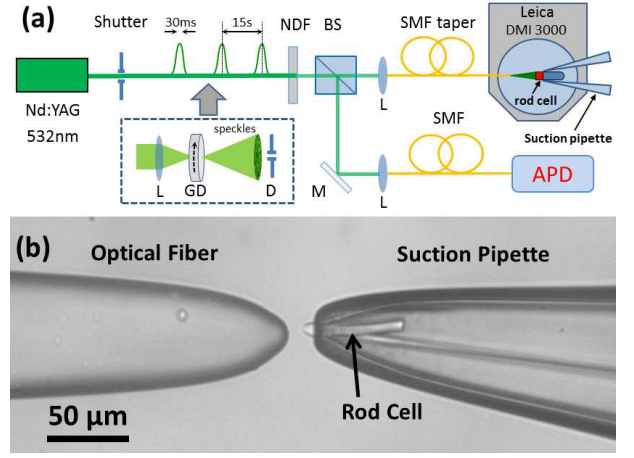 (a)
Shutter
30ms
15s
NDF
BS
SMF taper
Leica
DMI 3000
Nd:YAG
532nm
L
rod cell
Suction pipette
speckles
L
GD
D
M
SMF
L
APD
(b)
Optical Fiber
Suction Pipette
Rod Cell
50 μm